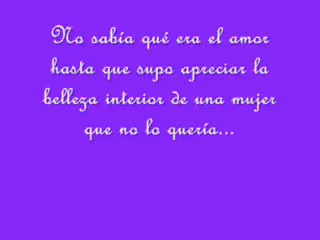 No sabía qué era el amor
hasta que supo apreciar la
belleza interior de una mujer
que no lo quería...